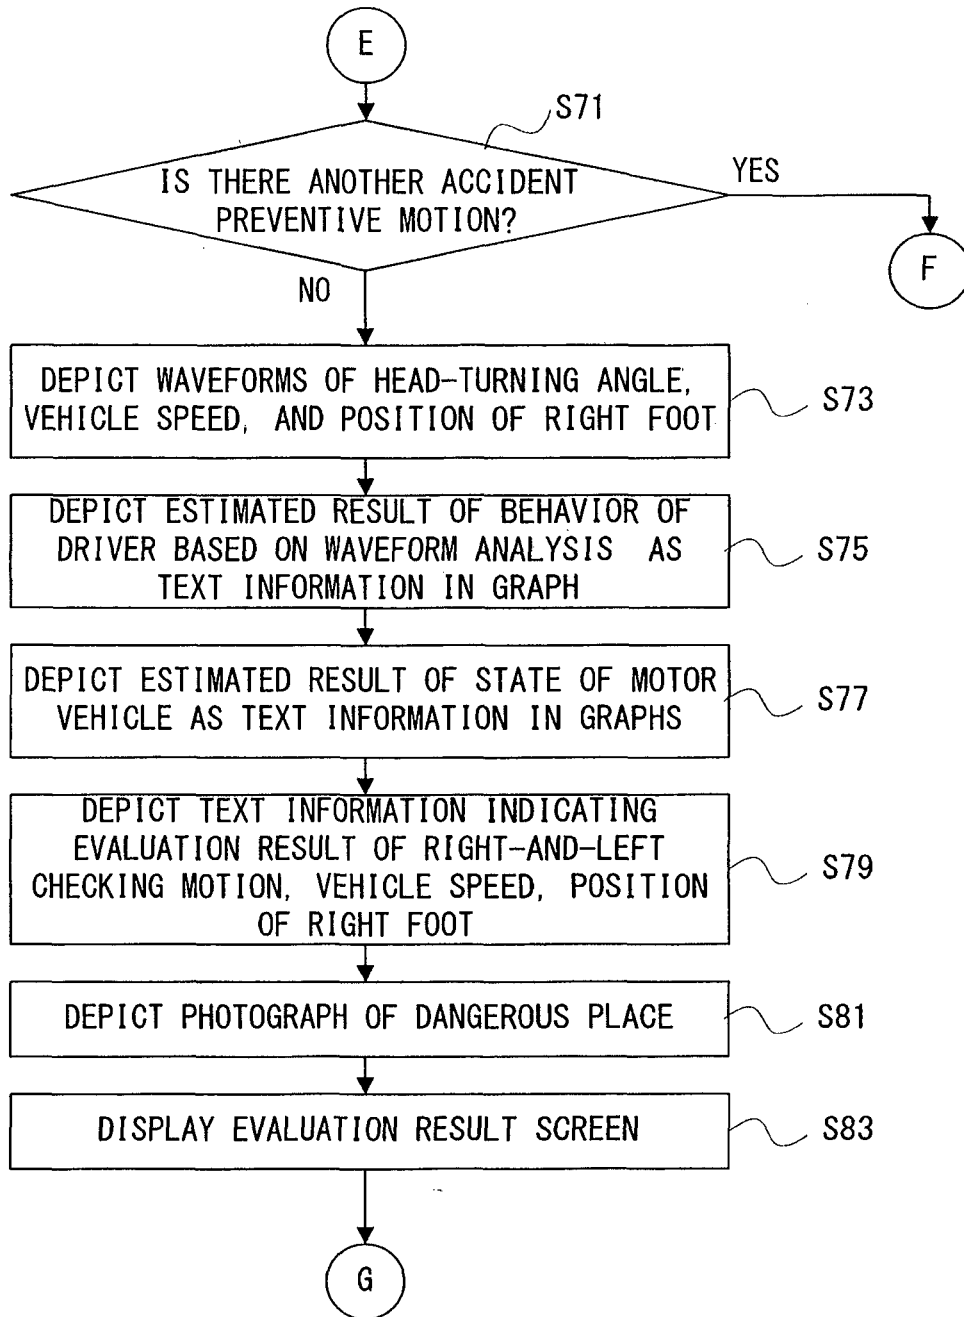 E
S71
IS THERE ANOTHER ACCIDENT
PREVENTIVE MOTION?
YES
F
NO
DEPICT WAVEFORMS OF HEAD-TURNING ANGLE,
VEHICLE SPEED, AND POSITION OF RIGHT FOOT
S73
DEPICT ESTIMATED RESULT OF BEHAVIOR OF
DRIVER BASED ON WAVEFORM ANALYSIS AS
TEXT INFORMATION IN GRAPH
S75
DEPICT ESTIMATED RESULT OF STATE OF MOTOR
VEHICLE AS TEXT INFORMATION IN GRAPHS
S77
DEPICT TEXT INFORMATION INDICATING
EVALUATION RESULT OF RIGHT-AND-LEFT
CHECKING MOTION, VEHICLE SPEED, POSITION
OF RIGHT FOOT
S79
DEPICT PHOTOGRAPH OF DANGEROUS PLACE
S81
DISPLAY EVALUATION RESULT SCREEN
S83
G